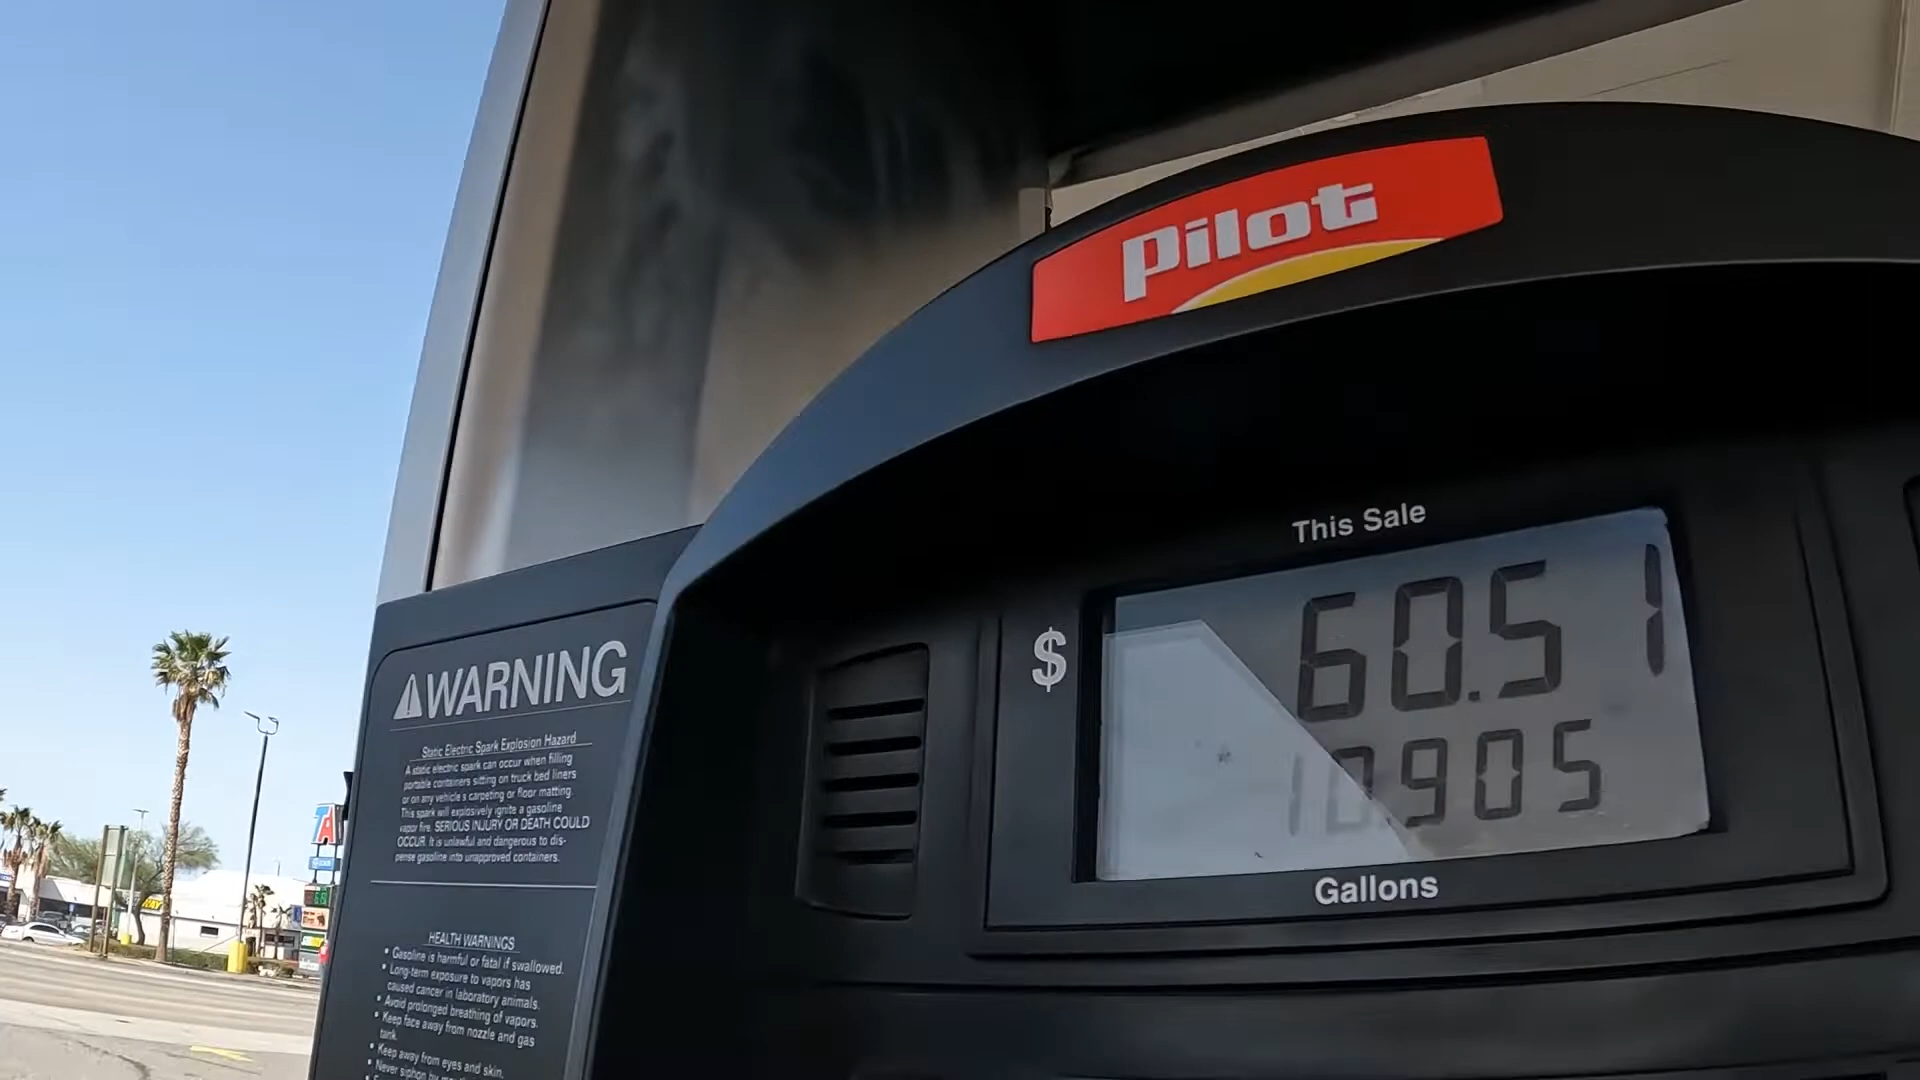 Pilot
This Sale
$ 60.51
10905
Gallons
WARNING
Static Electric Spark Explosion Hazard
A static electric spark can occur when filling
portable containers sitting on truck bed liners
or on any vehicle's carpeting or floor matting.
This spark will explosively ignite a gasoline
vapor fire. SERIOUS INJURY OR DEATH COULD
OCCUR. It is unlawful and dangerous to dis-
pense gasoline into unapproved containers.
HEALTH WARNINGS
• Gasoline is harmful or fatal if swallowed.
• Long-term exposure to vapors has
caused cancer in laboratory animals.
• Avoid prolonged breathing of vapors.
• Keep face away from nozzle and gas
tank.
• Keep away from eyes and skin.
• Never siphon by